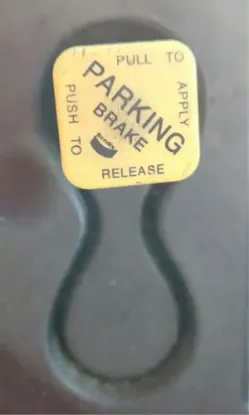 PULL TO
APPLY
PARKING
BRAKE
PUSH TO
RELEASE